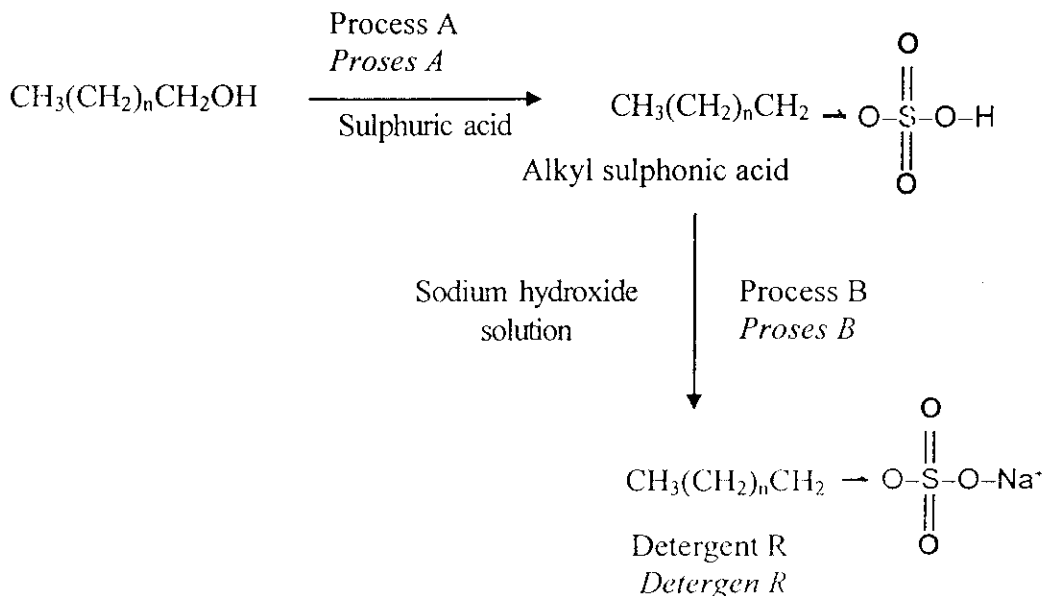 Process A
Proses A
CH₃(CH₂)ₙCH₂OH
Sulphuric acid
CH₃(CH₂)ₙCH₂ → O-S-O-H
O
O
Alkyl sulphonic acid
Sodium hydroxide
solution
Process B
Proses B
CH₃(CH₂)ₙCH₂ → O-S-O-Na⁺
O
O
Detergent R
Detergen R